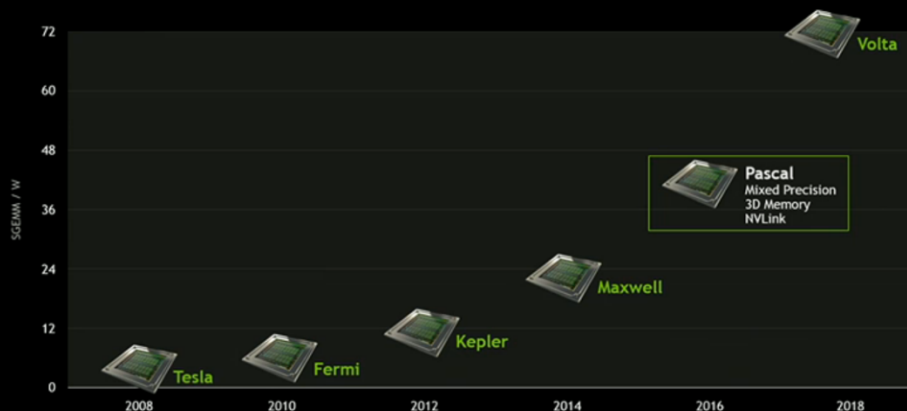 72
60
48
36
24
12
0
SGEMM / W
Volta
Pascal
Mixed Precision
3D Memory
NVLink
Maxwell
Kepler
Fermi
Tesla
2008
2010
2012
2014
2016
2018